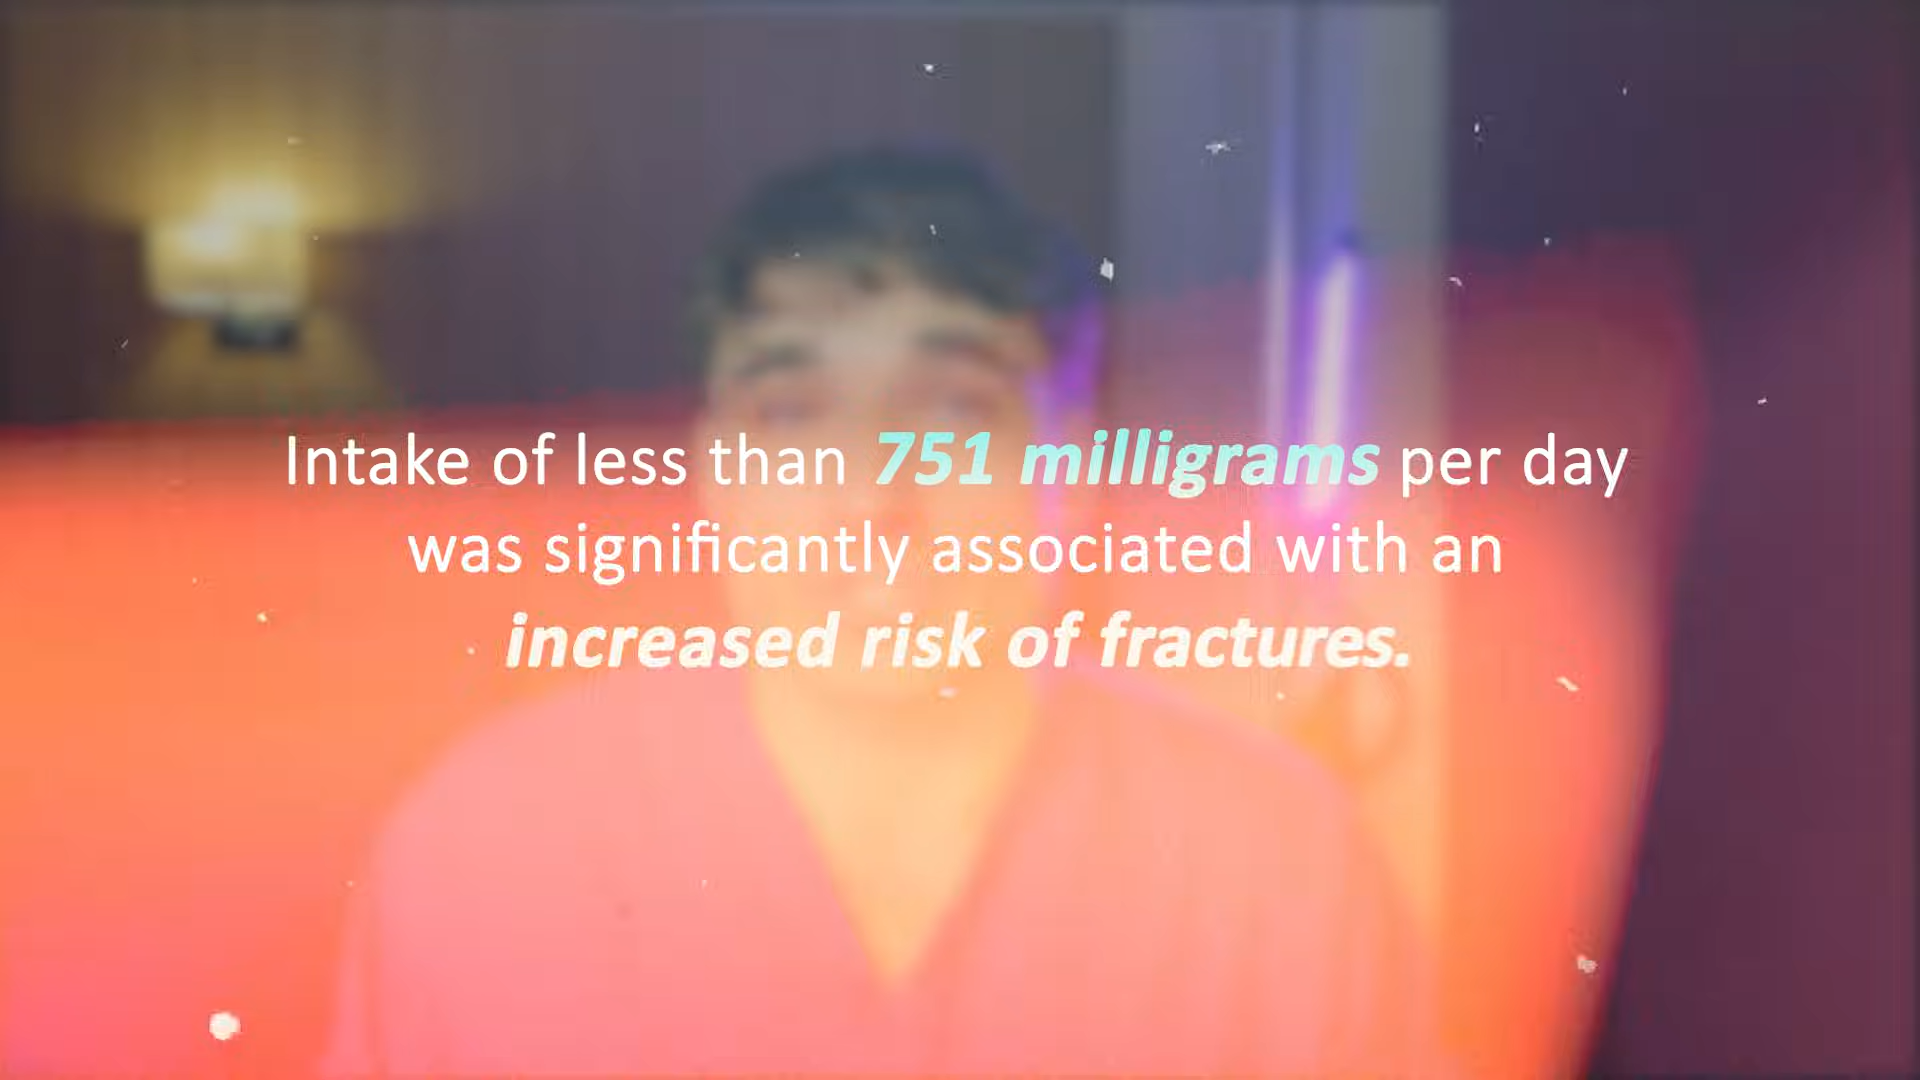 Intake of less than 751 milligrams per day
was significantly associated with an
increased risk of fractures.